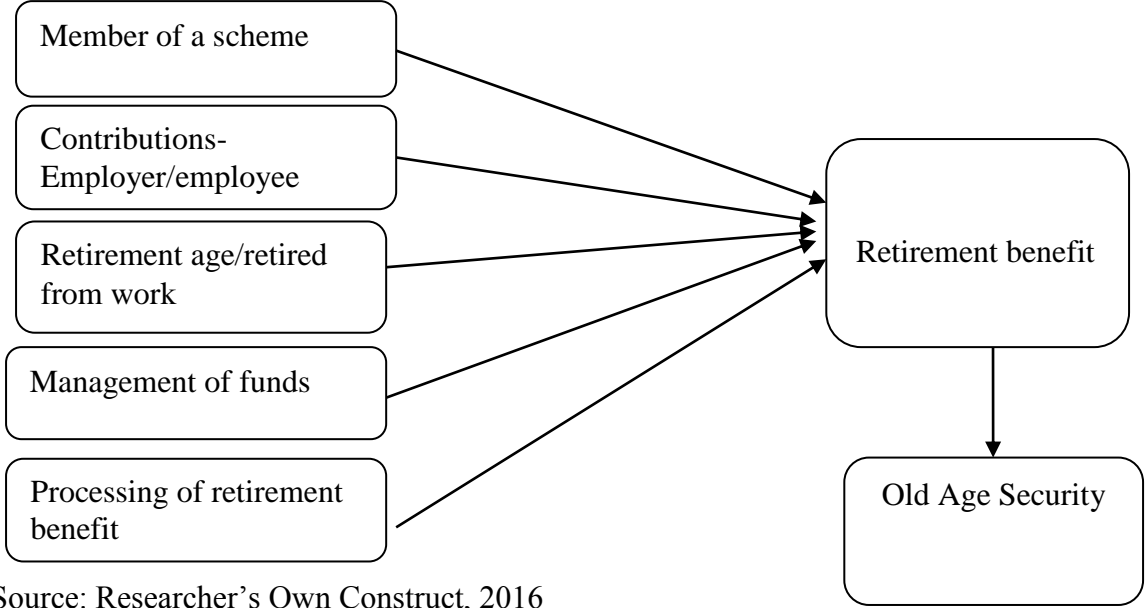 Member of a scheme
Contributions-
Employer/employee
Retirement age/retired
from work
Management of funds
Processing of retirement
benefit
Retirement benefit
Old Age Security
Source: Researcher's Own Construct, 2016